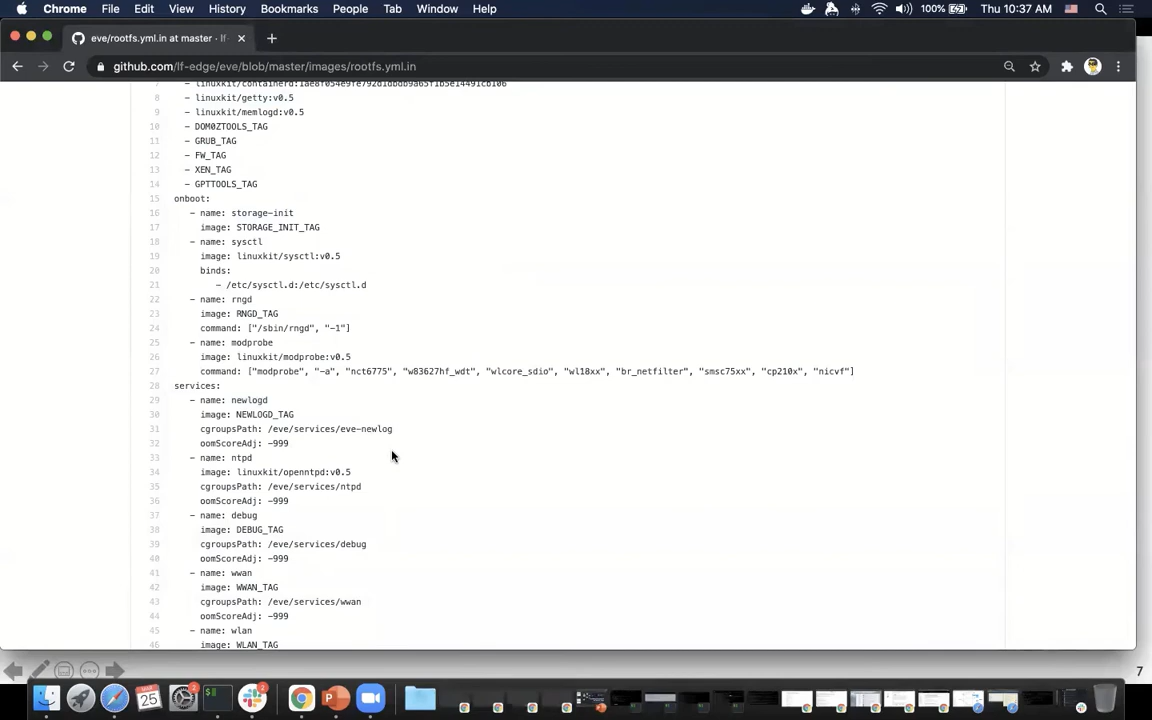 Chrome File Edit View History Bookmarks People Tab Window Help 100% Thu 10:37 AM
eve/rootfs.yml.in at master · lf-
github.com/lf-edge/eve/blob/master/images/rootfs.yml.in
7 - linuxkit/containerd:1ae8f054e9fe792d1dbdb9a65f1b5e14491cb106
8 - linuxkit/getty:v0.5
9 - linuxkit/memlogd:v0.5
10 - DOM0ZTOOLS_TAG
11 - GRUB_TAG
12 - FW_TAG
13 - XEN_TAG
14 - GPTTOOLS_TAG
15 onboot:
16 - name: storage-init
17 image: STORAGE_INIT_TAG
18 - name: sysctl
19 image: linuxkit/sysctl:v0.5
20 binds:
21 - /etc/sysctl.d:/etc/sysctl.d
22 - name: rngd
23 image: RNGD_TAG
24 command: ["/sbin/rngd", "-1"]
25 - name: modprobe
26 image: linuxkit/modprobe:v0.5
27 command: ["modprobe", "-a", "nct6775", "w83627hf_wdt", "wlcore_sdio", "wl18xx", "br_netfilter", "smsc75xx", "cp210x", "nicvf"]
28 services:
29 - name: newlogd
30 image: NEWLOGD_TAG
31 cgroupsPath: /eve/services/eve-newlog
32 oomScoreAdj: -999
33 - name: ntpd
34 image: linuxkit/openntpd:v0.5
35 cgroupsPath: /eve/services/ntpd
36 oomScoreAdj: -999
37 - name: debug
38 image: DEBUG_TAG
39 cgroupsPath: /eve/services/debug
40 oomScoreAdj: -999
41 - name: wwan
42 image: WWAN_TAG
43 cgroupsPath: /eve/services/wwan
44 oomScoreAdj: -999
45 - name: wlan
46 image: WLAN_TAG
7
25